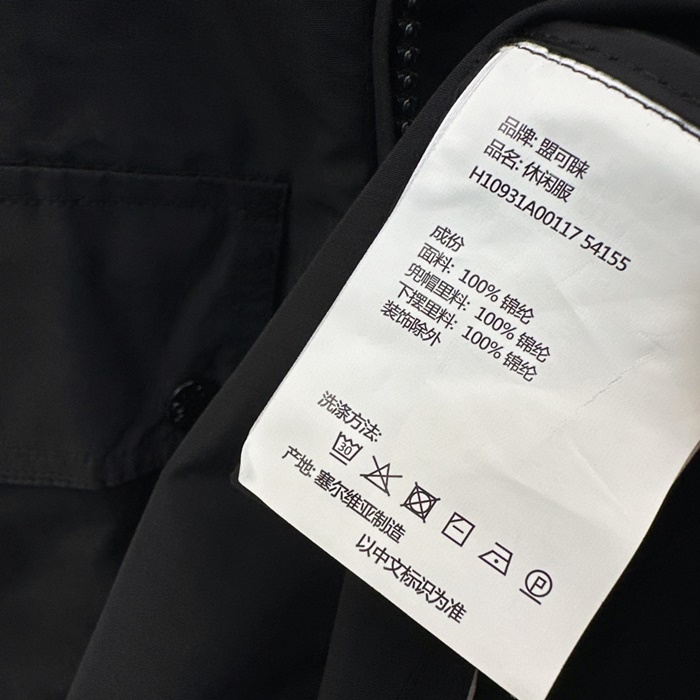 品牌: 盟可睐
品名: 休闲服
H10931A00117 54155
成份
面料: 100% 锦纶
兜帽里料: 100% 锦纶
下摆里料: 100% 锦纶
装饰除外
洗涤方法:
30
P
产地: 塞尔维亚制造
以中文标识为准